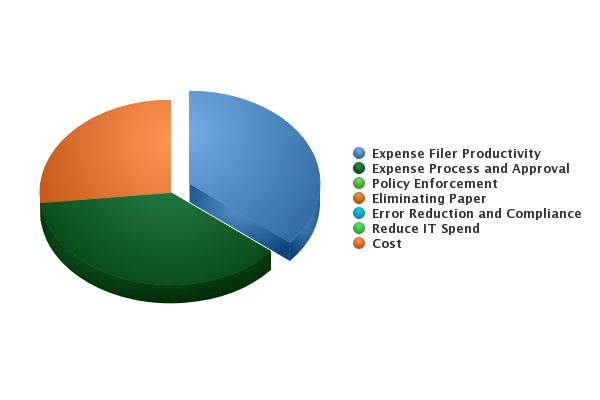 Expense Filer Productivity
Expense Process and Approval
Policy Enforcement
Eliminating Paper
Error Reduction and Compliance
Reduce IT Spend
Cost